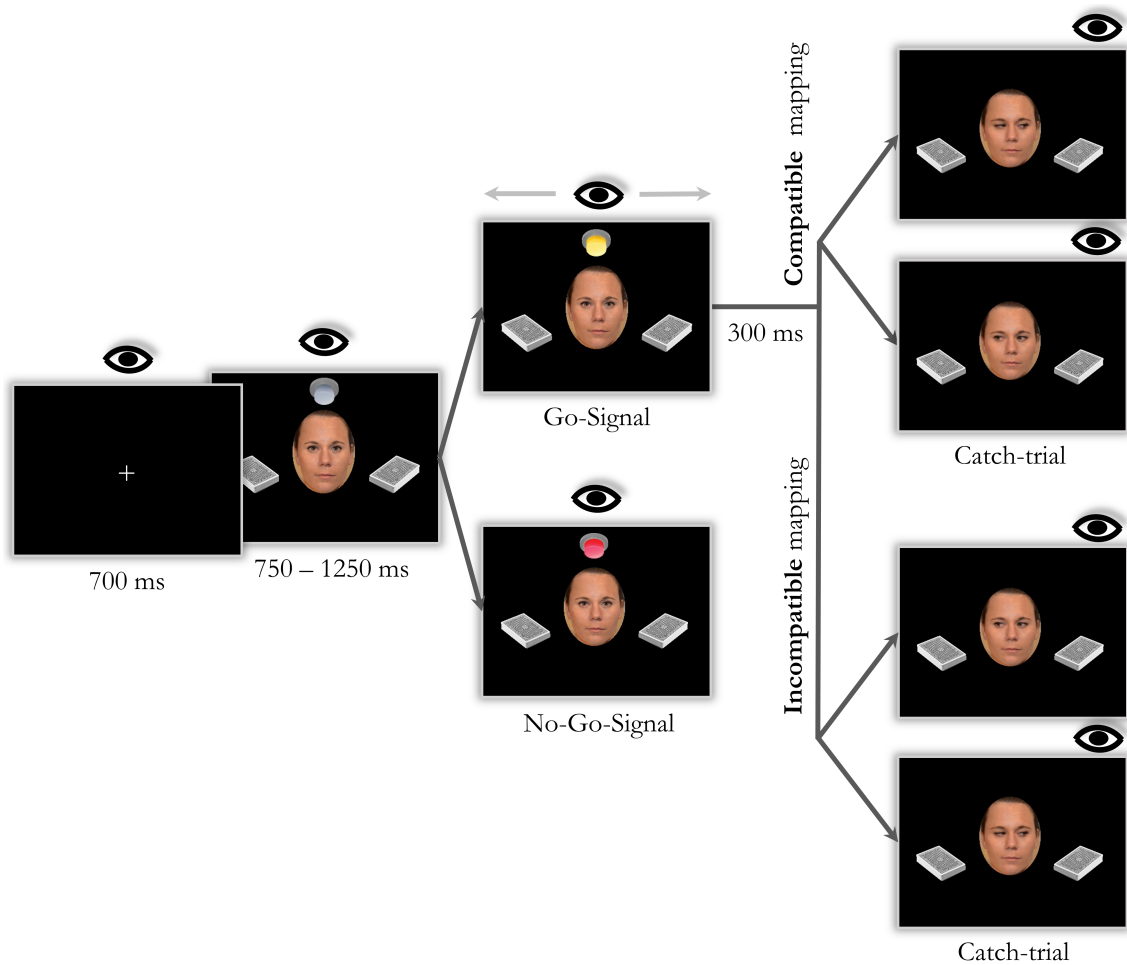 700 ms
750 – 1250 ms
Go-Signal
No-Go-Signal
300 ms
Compatible mapping
Incompatible mapping
Catch-trial
Catch-trial